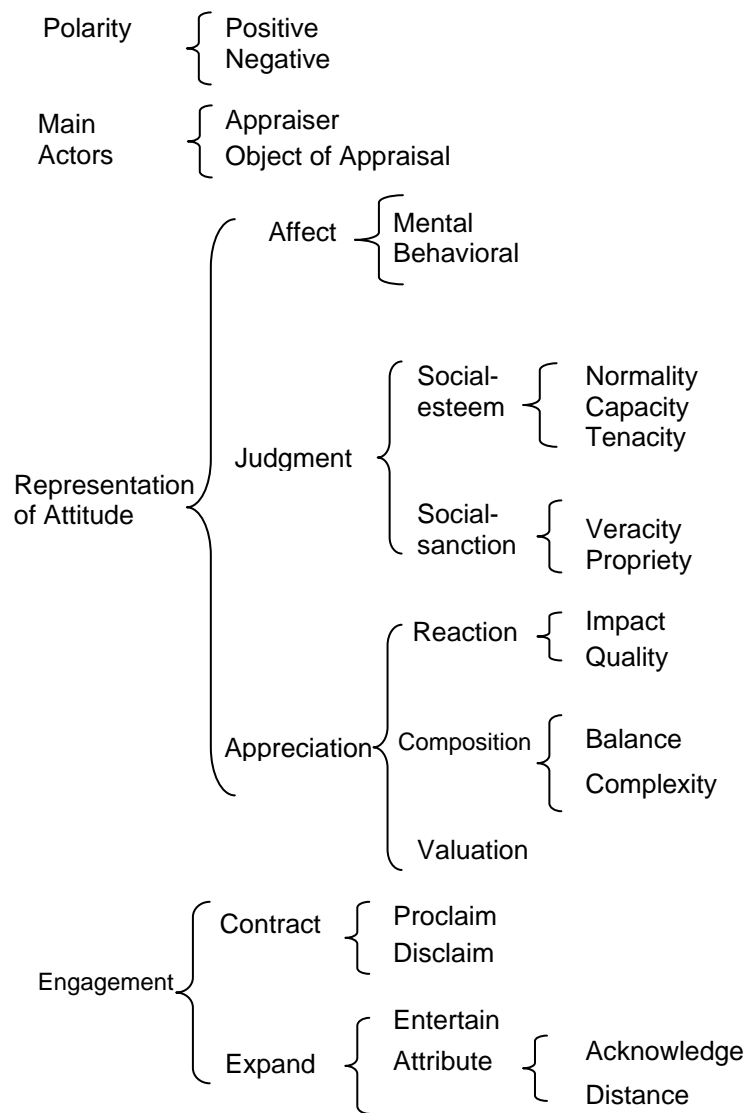 Polarity
Positive
Negative
Main
Actors
Appraiser
Object of Appraisal
Representation
of Attitude
Affect
Mental
Behavioral
Judgment
Social-
esteem
Normality
Capacity
Tenacity
Social-
sanction
Veracity
Propriety
Appreciation
Reaction
Impact
Quality
Composition
Balance
Complexity
Valuation
Engagement
Contract
Proclaim
Disclaim
Expand
Entertain
Attribute
Acknowledge
Distance